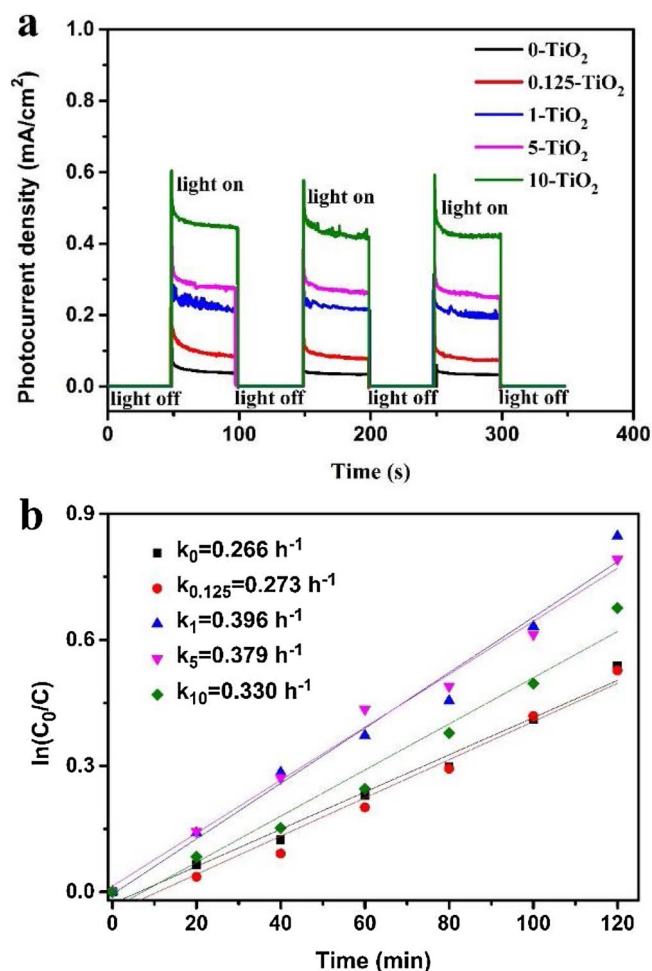 a
Photocurrent density (mA/cm²)
1.0
0.8
0.6
0.4
0.2
0.0
0-TiO₂
0.125-TiO₂
1-TiO₂
5-TiO₂
10-TiO₂
light on
light on
light on
light off
light off
light off
light off
0
100
200
300
400
Time (s)
b
ln(C₀/C)
0.9
0.6
0.3
0.0
k₀=0.266 h⁻¹
k₀.₁₂₅=0.273 h⁻¹
k₁=0.396 h⁻¹
k₅=0.379 h⁻¹
k₁₀=0.330 h⁻¹
0
20
40
60
80
100
120
Time (min)